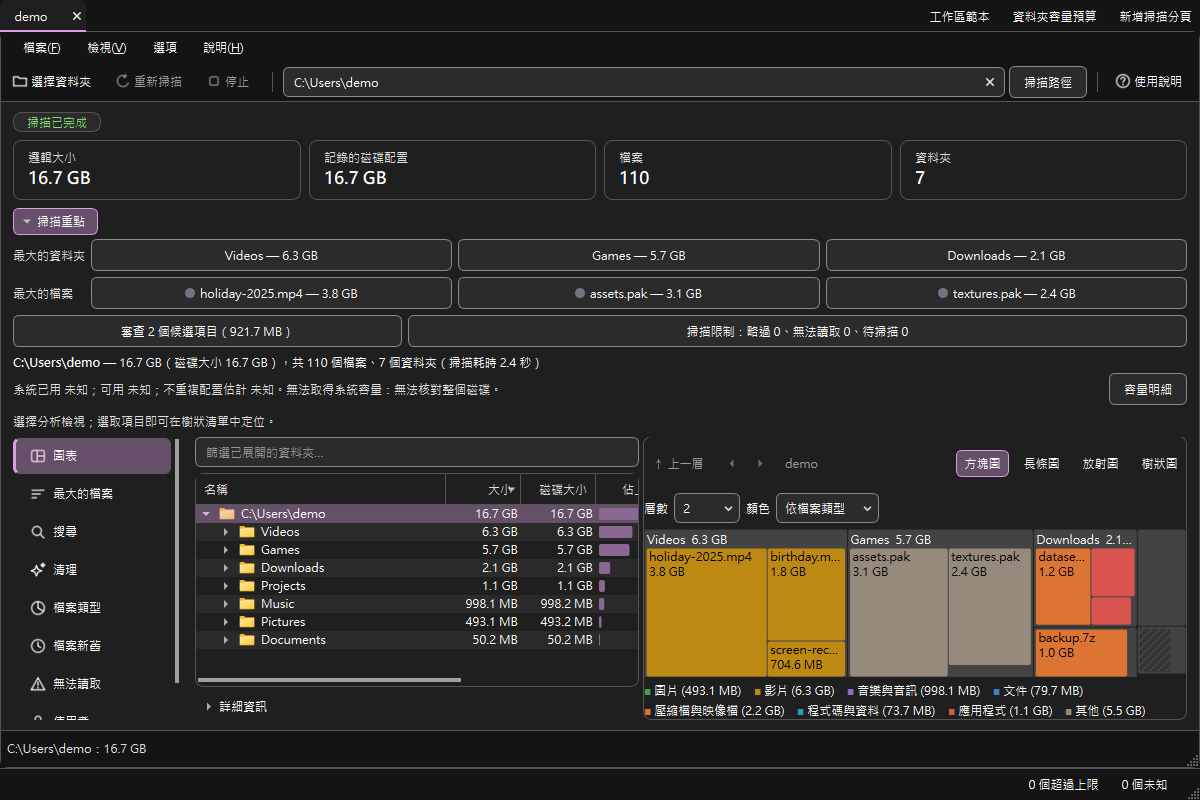 demo
工作區範本 資料夾容量預算 新增掃描分頁
檔案(F) 檢視(V) 選項 說明(H)
選擇資料夾 重新掃描 停止 C:\Users\demo 掃描路徑 使用說明
掃描已完成
邏輯大小 記錄的磁碟配置 檔案 資料夾
16.7 GB 16.7 GB 110 7
掃描重點
最大的資料夾 Videos — 6.3 GB Games — 5.7 GB Downloads — 2.1 GB
最大的檔案 holiday-2025.mp4 — 3.8 GB assets.pak — 3.1 GB textures.pak — 2.4 GB
審查 2 個候選項目（921.7 MB） 掃描限制：略過 0、無法讀取 0、待掃描 0
C:\Users\demo — 16.7 GB（磁碟大小 16.7 GB），共 110 個檔案、7 個資料夾（掃描耗時 2.4 秒）
系統已用 未知；可用 未知；不重複配置估計 未知。無法取得系統容量：無法核對整個磁碟。
容量明細
選擇分析檢視；選取項目即可在樹狀清單中定位。
圖表
最大的檔案
搜尋
清理
檔案類型
檔案新舊
無法讀取
篩選已展開的資料夾...
名稱 大小 磁碟大小 佔
C:\Users\demo 16.7 GB 16.7 GB
Videos 6.3 GB 6.3 GB
Games 5.7 GB 5.7 GB
Downloads 2.1 GB 2.1 GB
Projects 1.1 GB 1.1 GB
Music 998.1 MB 998.2 MB
Pictures 493.1 MB 493.2 MB
Documents 50.2 MB 50.2 MB
詳細資訊
↑ 上一層 demo 方塊圖 長條圖 放射圖 樹狀圖
層數 2 顏色 依檔案類型
Videos 6.3 GB Games 5.7 GB Downloads 2.1...
holiday-2025.mp4 birthday.m... assets.pak textures.pak datase...
3.8 GB 1.8 GB 3.1 GB 2.4 GB 1.2 GB
screen-rec... backup.7z
704.6 MB 1.0 GB
圖片 (493.1 MB) 影片 (6.3 GB) 音樂與音訊 (998.1 MB) 文件 (79.7 MB)
壓縮檔與映像檔 (2.2 GB) 程式碼與資料 (73.7 MB) 應用程式 (1.1 GB) 其他 (5.5 GB)
C:\Users\demo：16.7 GB
0 個超過上限 0 個未知